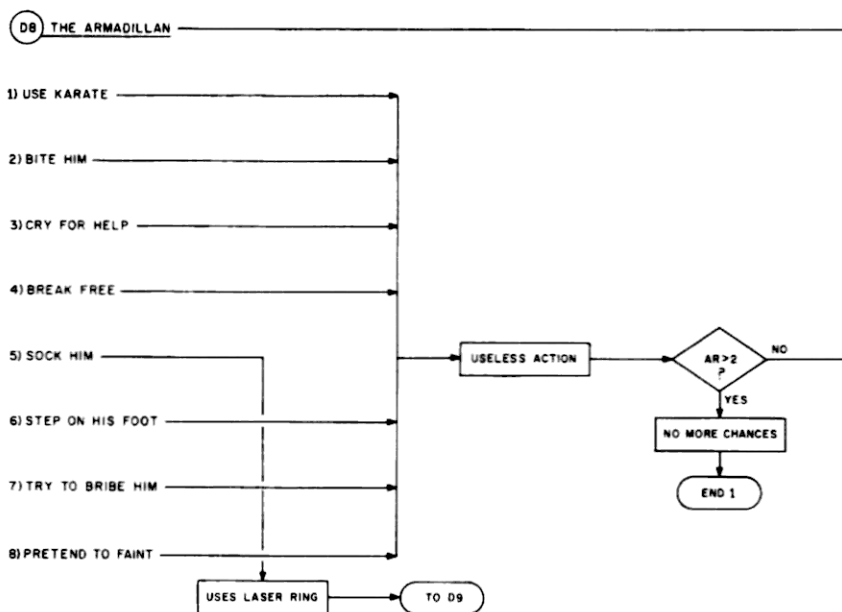 D8 THE ARMADILLAN
1) USE KARATE
2) BITE HIM
3) CRY FOR HELP
4) BREAK FREE
5) SOCK HIM
USELESS ACTION
AR>2
?
NO
YES
6) STEP ON HIS FOOT
NO MORE CHANCES
7) TRY TO BRIBE HIM
END 1
8) PRETEND TO FAINT
USES LASER RING
TO D9